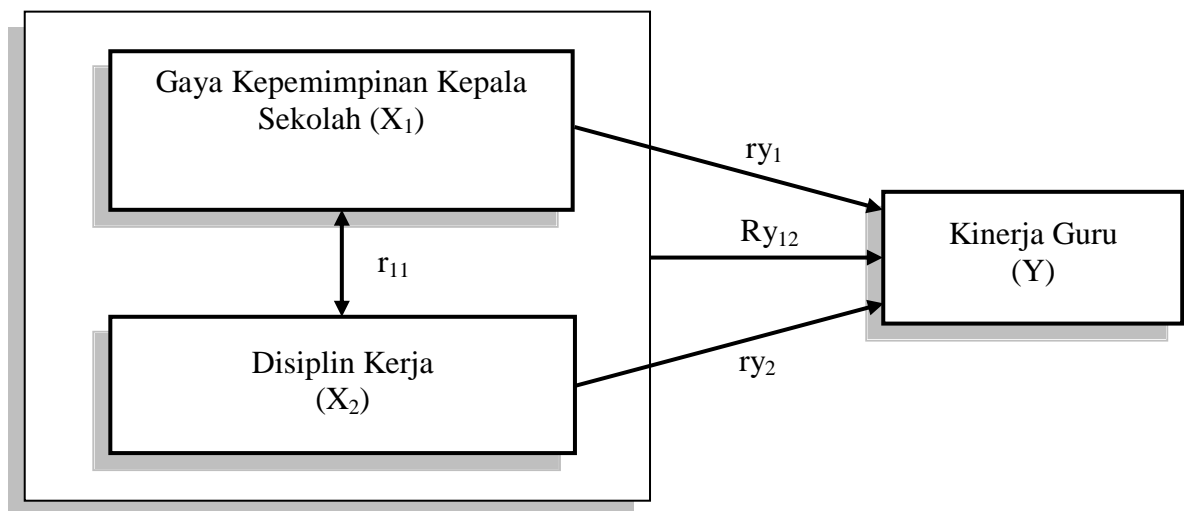 Gaya Kepemimpinan Kepala
Sekolah (X₁)
ry₁
Ry₁₂
Kinerja Guru
(Y)
r₁₁
Disiplin Kerja
(X₂)
ry₂